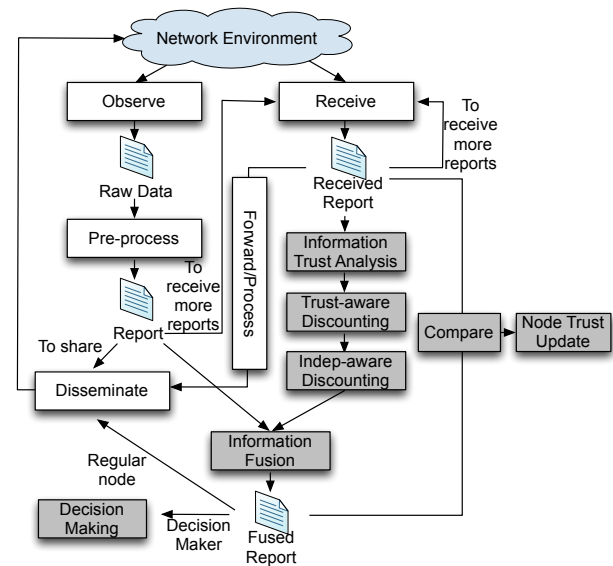 Network Environment
Observe
Receive
To
receive
more
reports
Raw Data
Received
Report
Pre-process
Forward/Process
Information
Trust Analysis
To
receive
more
reports
Trust-aware
Discounting
Report
Compare
Node Trust
Update
To share
Indep-aware
Discounting
Disseminate
Information
Fusion
Regular
node
Decision
Making
Decision
Maker
Fused
Report